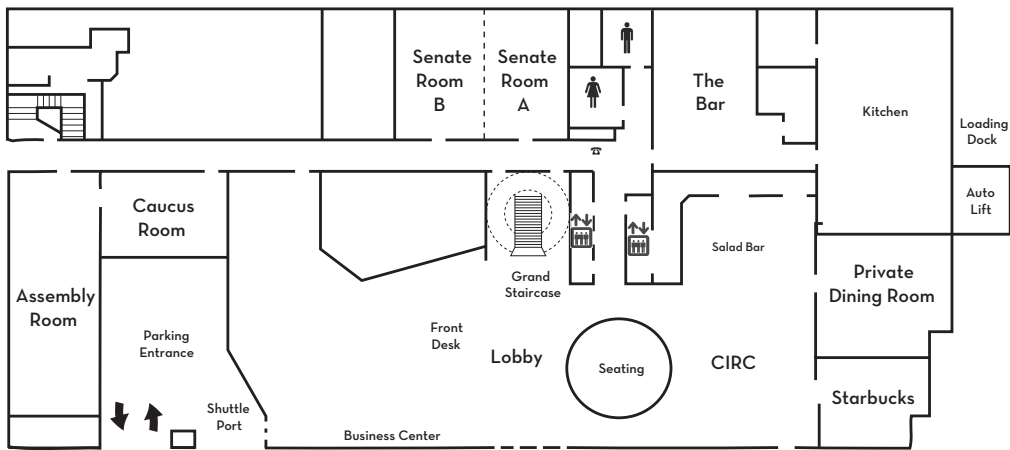 Senate
Room
B
Senate
Room
A
The
Bar
Kitchen
Loading
Dock
Auto
Lift
Caucus
Room
Salad Bar
Grand
Staircase
Private
Dining Room
Assembly
Room
Parking
Entrance
Front
Desk
Lobby
Seating
CIRC
Starbucks
Shuttle
Port
Business Center